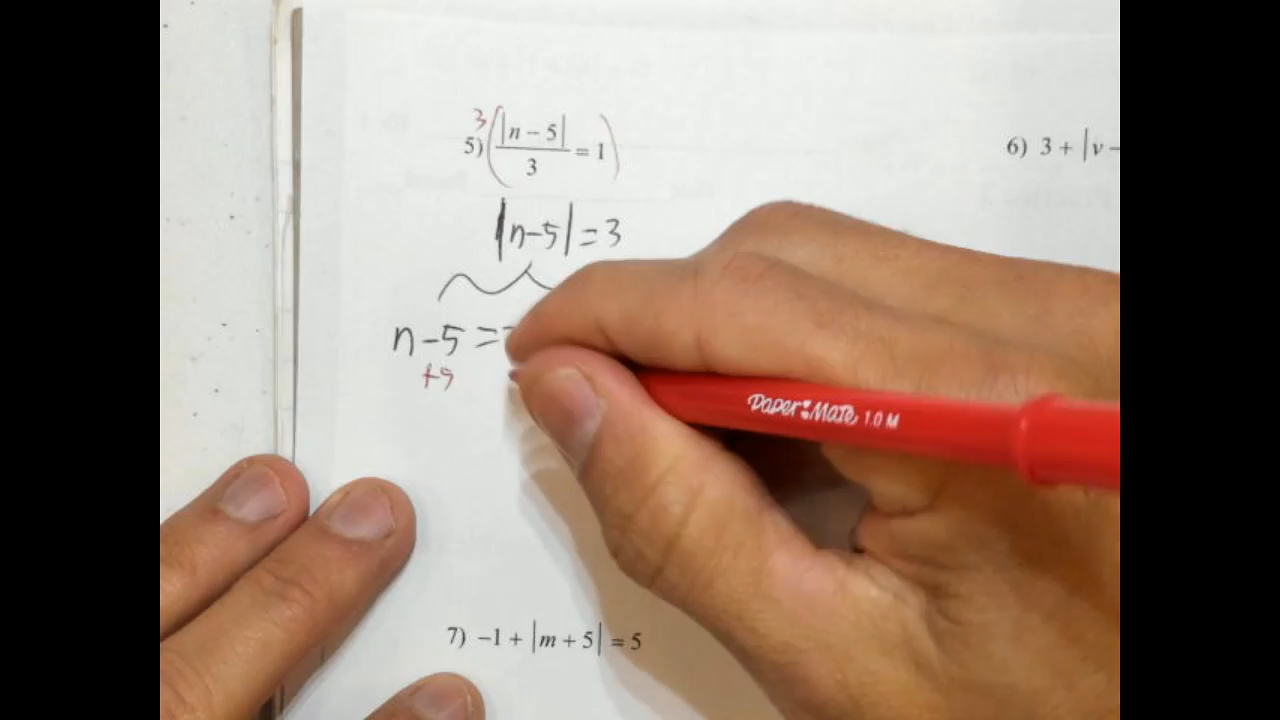 3
5) ( |n − 5| / 3 = 1 )
6) 3 + |v −
|n-5| = 3
n-5 =
+5
Paper:Mate 1.0 M
7) −1 + |m + 5| = 5